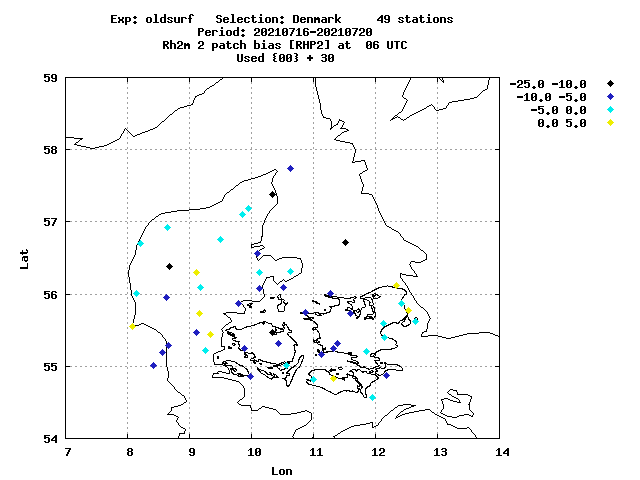 Exp: oldsurf Selection: Denmark 49 stations
Period: 20210716-20210720
Rh2m 2 patch bias [RHP2] at 06 UTC
Used {00} + 30
-25.0 -10.0
-10.0 -5.0
-5.0 0.0
0.0 5.0
59
58
57
56
55
54
Lat
7 8 9 10 11 12 13 14
Lon